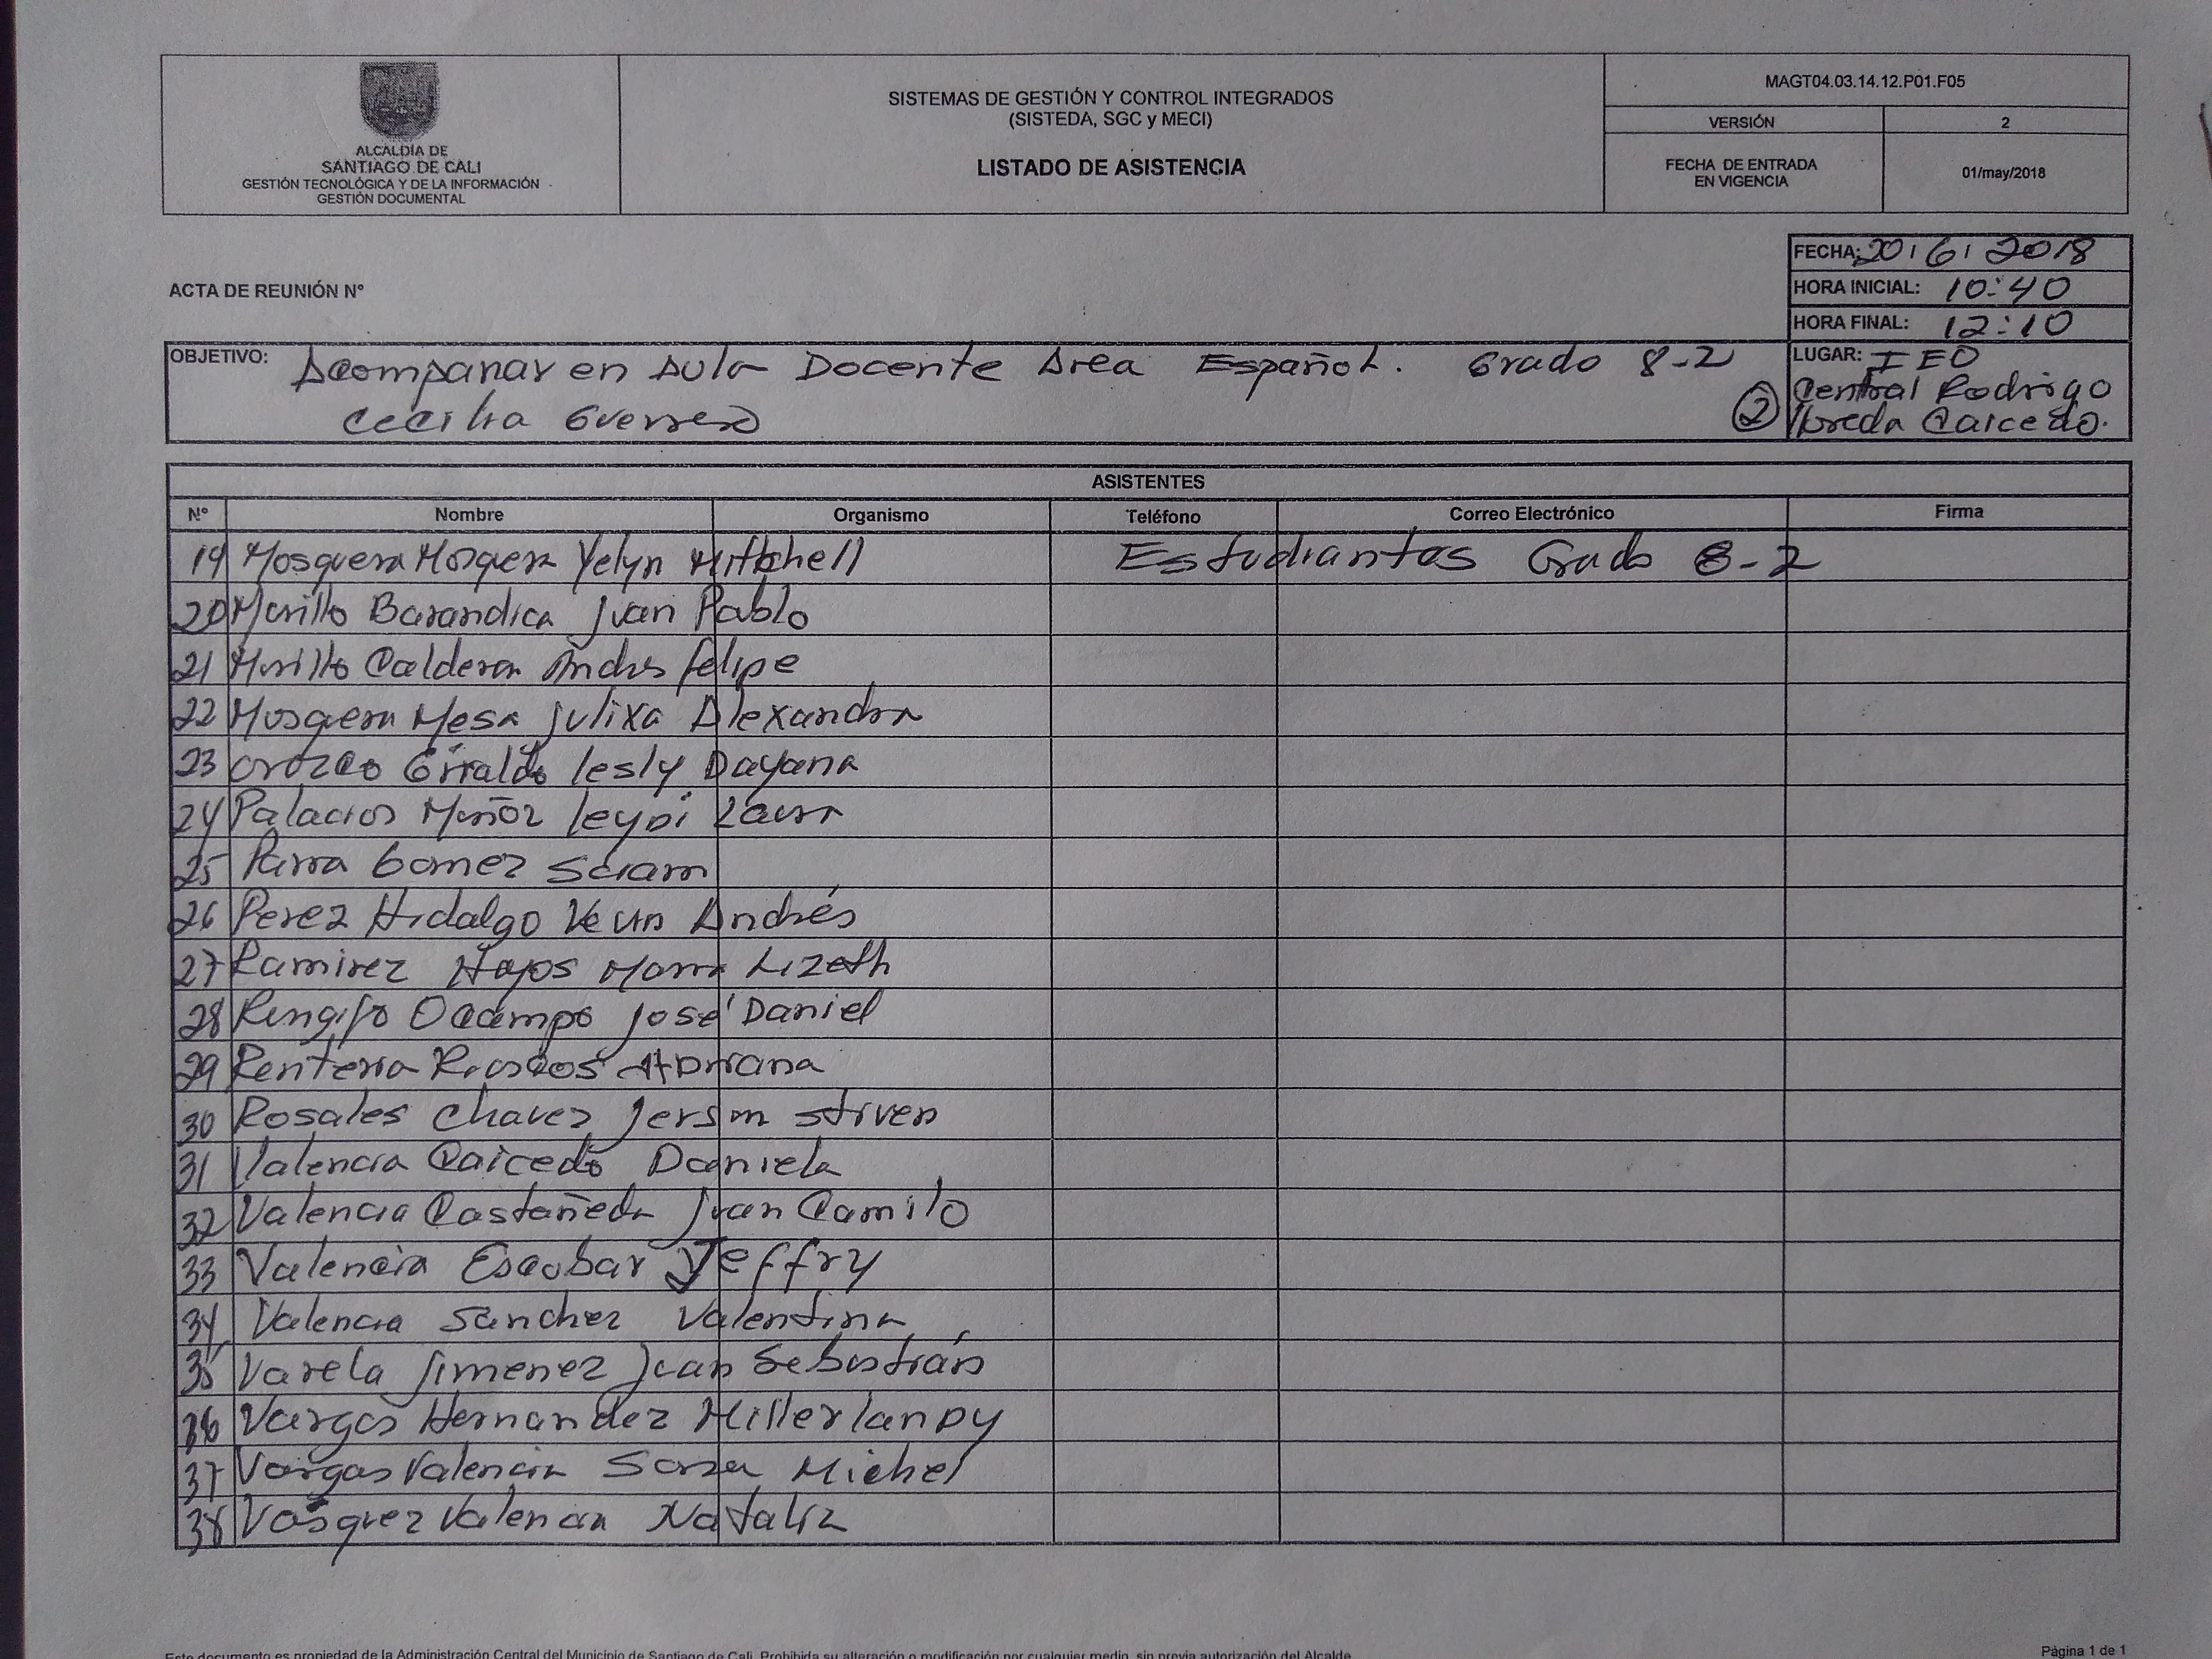 ALCALDÍA DE
SANTIAGO DE CALI
GESTIÓN TECNOLÓGICA Y DE LA INFORMACIÓN
GESTIÓN DOCUMENTAL
SISTEMAS DE GESTIÓN Y CONTROL INTEGRADOS
(SISTEDA, SGC y MECI)
LISTADO DE ASISTENCIA
MAGT04.03.14.12.P01.F05
VERSIÓN 2
FECHA DE ENTRADA
EN VIGENCIA
01/may/2018
ACTA DE REUNIÓN N°
FECHA: 20/6/2018
HORA INICIAL: 10:40
HORA FINAL: 12:10
OBJETIVO: Acompanar en Aula Docente Area Español. Grado 8-2
Cecilia Guerrero
2
LUGAR: IEO
Central Rodrigo
Lloreda Caicedo.
ASISTENTES
N° Nombre Organismo Teléfono Correo Electrónico Firma
19 Mosquera Mosquera Yelyn Mitchell Estudiantes Grado 8-2
20 Murillo Barandica Juan Pablo
21 Murillo Calderon Andres felipe
22 Mosquera Mesa Julixa Alexandra
23 Orozco Giraldo lesly Dayana
24 Palacios Muñoz leydi Laura
25 Parra Gomez
26 Perez Hidalgo Kevin Andrés
27 Ramirez Hoyos Maria Lizeth
28 Rengifo Ocampo José Daniel
29 Renteria Riascos Adriana
30 Rosales Chavez Jerson stiven
31 Valencia Caicedo Daniela
32 Valencia Castañeda Juan Camilo
33 Valencia Escobar Jeffry
34 Valencia Sanchez Valentina
35 Varela Jimenez Juan Sebastián
36 Vargas Hernandez Millerlandy
37 Vargas Valencia Sara Michel
38 Vasquez Valencia Natalia
Este documento es propiedad de la Administración Central del Municipio de Santiago de Cali. Prohibida su alteración o modificación por cualquier medio, sin previa autorización del Alcalde.
Página 1 de 1